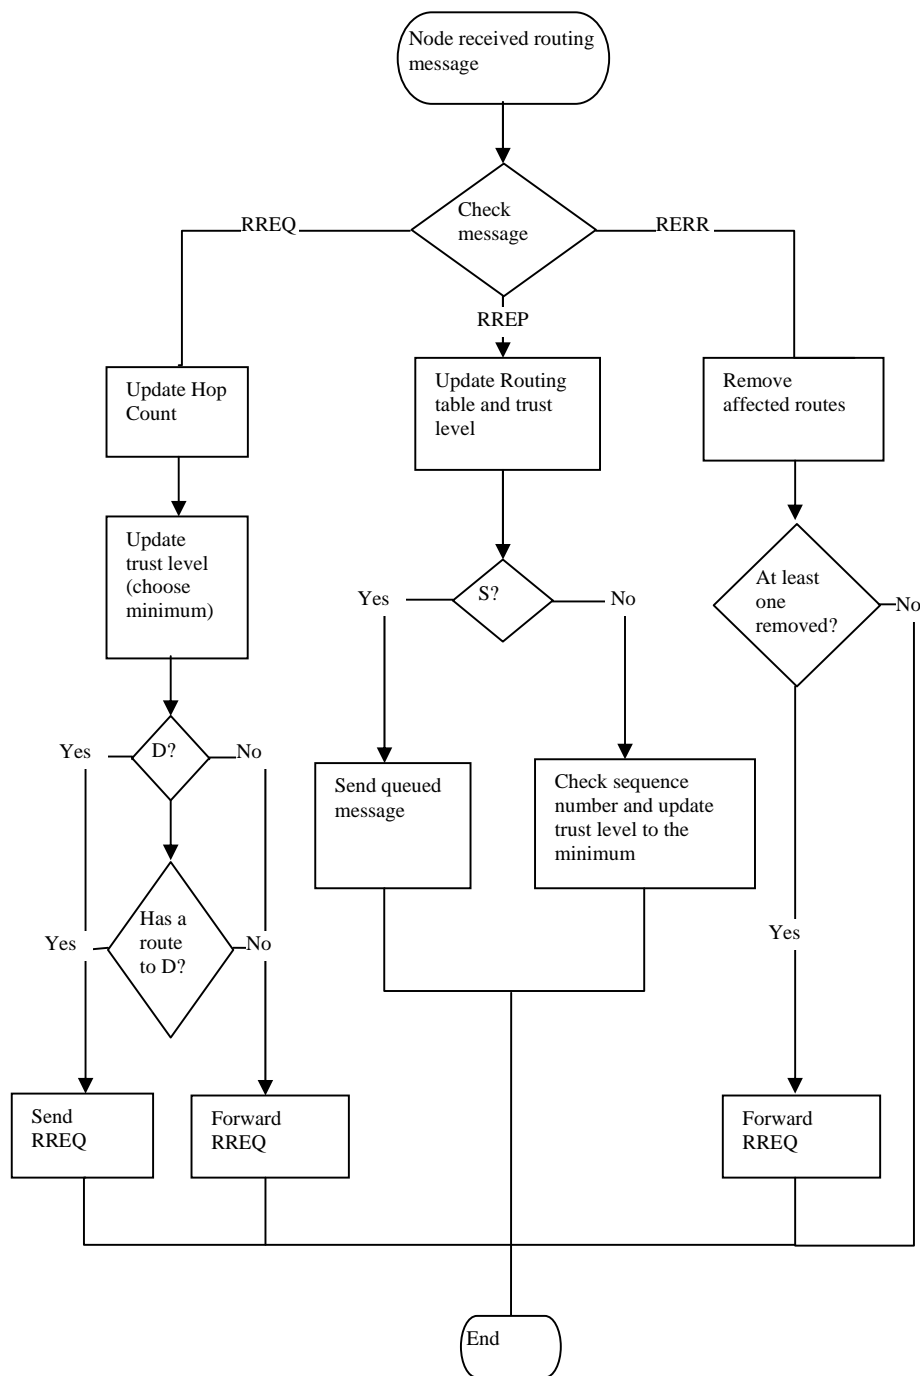 Node received routing
message
Check
message
RREQ
RERR
RREP
Update Hop
Count
Update Routing
table and trust
level
Remove
affected routes
Update
trust level
(choose
minimum)
Yes
S?
No
At least
one
removed?
No
Yes
D?
No
Send queued
message
Check sequence
number and update
trust level to the
minimum
Yes
Has a
route
to D?
No
Yes
Send
RREQ
Forward
RREQ
Forward
RREQ
End